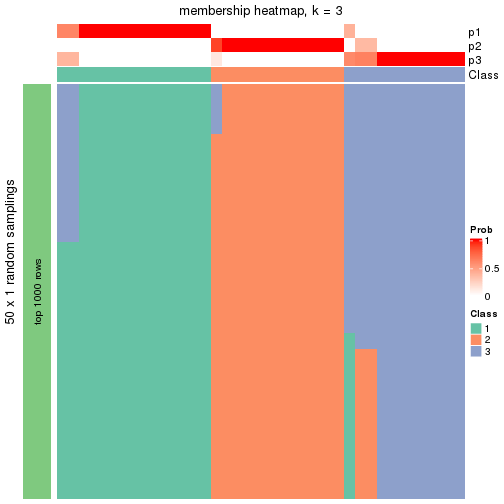 membership heatmap, k = 3
p1
p2
p3
Class
50 x 1 random samplings
top 1000 rows
Prob
1
0.5
0
Class
1
2
3